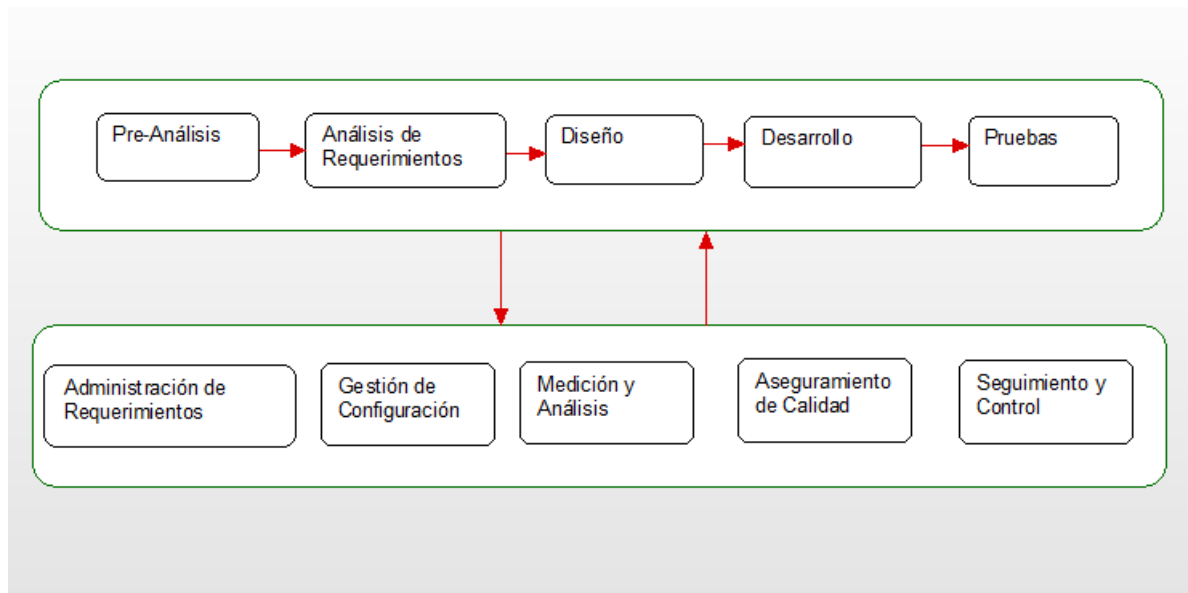 Pre-Análisis
Análisis de
Requerimientos
Diseño
Desarrollo
Pruebas
Administración de
Requerimientos
Gestión de
Configuración
Medición y
Análisis
Aseguramiento
de Calidad
Seguimiento y
Control